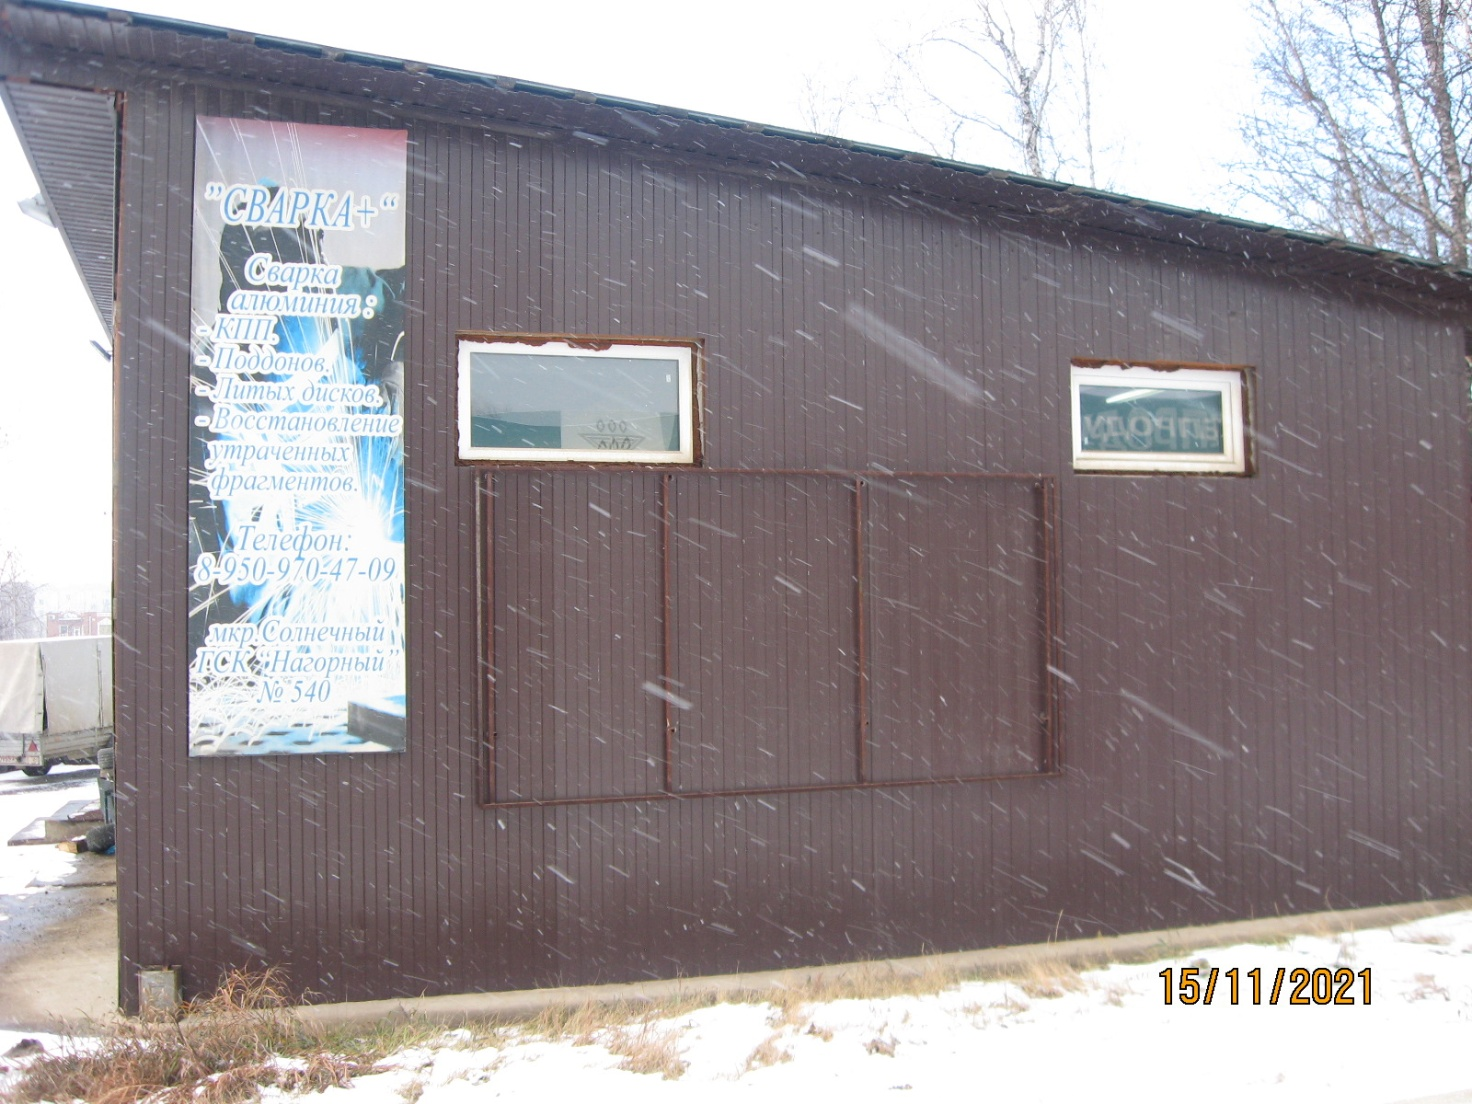 "СВАРКА+"
Сварка
алюминия:
- КПП.
- Поддонов.
- Литых дисков.
- Восстановление
утраченных
фрагментов.
Телефон:
8-950-970-47-09
мкр.Солнечный
ГСК "Нагорный"
№ 540
15/11/2021